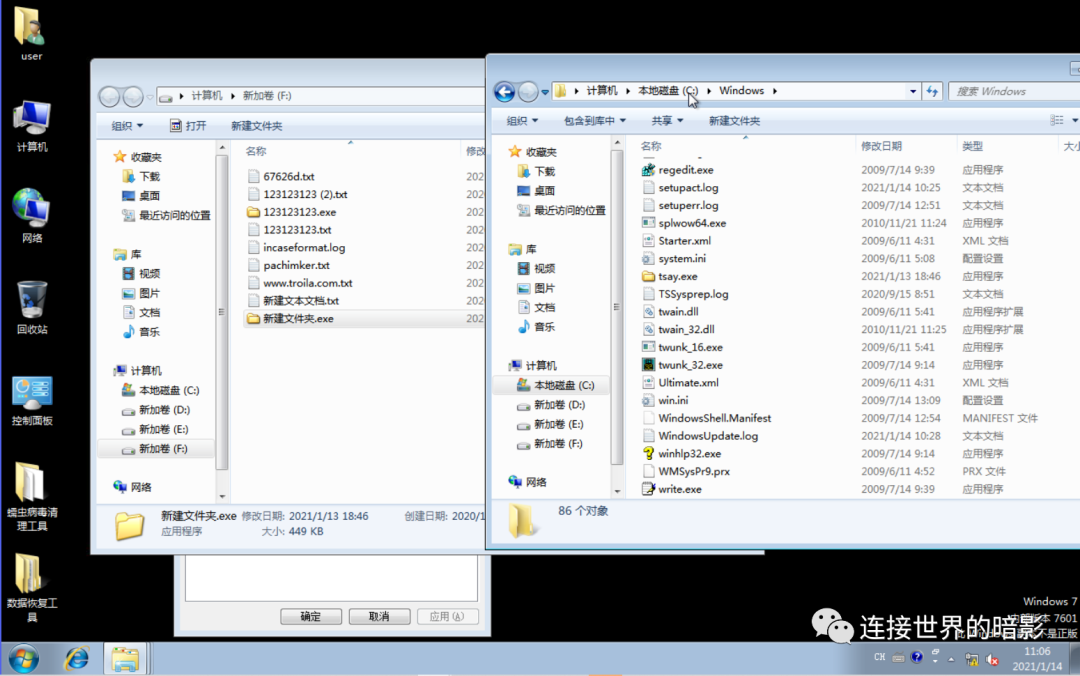 user
计算机
网络
回收站
控制面板
蠕虫病毒清
理工具
数据恢复工
具
计算机 新加卷 (F:)
组织 打开 新建文件夹
收藏夹
下载
桌面
最近访问的位置
库
视频
图片
文档
音乐
计算机
本地磁盘 (C:)
新加卷 (D:)
新加卷 (E:)
新加卷 (F:)
网络
名称 修改
67626d.txt 202
123123123 (2).txt 202
123123123.exe 202
123123123.txt 202
incaseformat.log 202
pachimker.txt 202
www.troila.com.txt 202
新建文本文档.txt 202
新建文件夹.exe 202
新建文件夹.exe 修改日期: 2021/1/13 18:46 创建日期: 2020/1
应用程序 大小: 449 KB
确定 取消 应用 (A)
计算机 本地磁盘 (C:) Windows
搜索 Windows
组织 包含到库中 共享 新建文件夹
收藏夹
下载
桌面
最近访问的位置
库
视频
图片
文档
音乐
计算机
本地磁盘 (C:)
新加卷 (D:)
新加卷 (E:)
新加卷 (F:)
网络
名称 修改日期 类型 大小
regedit.exe 2009/7/14 9:39 应用程序
setupact.log 2021/1/14 10:25 文本文档
setuperr.log 2009/7/14 12:51 文本文档
splwow64.exe 2010/11/21 11:24 应用程序
Starter.xml 2009/6/11 4:31 XML 文档
system.ini 2009/6/11 5:08 配置设置
tsay.exe 2021/1/13 18:46 应用程序
TSSysprep.log 2020/9/15 8:51 文本文档
twain.dll 2009/6/11 5:41 应用程序扩展
twain_32.dll 2010/11/21 11:25 应用程序扩展
twunk_16.exe 2009/6/11 5:41 应用程序
twunk_32.exe 2009/7/14 9:14 应用程序
Ultimate.xml 2009/6/11 4:31 XML 文档
win.ini 2009/7/14 13:09 配置设置
WindowsShell.Manifest 2009/7/14 12:54 MANIFEST 文件
WindowsUpdate.log 2021/1/14 10:28 文本文档
winhlp32.exe 2009/7/14 9:14 应用程序
WMSysPr9.prx 2009/6/11 4:52 PRX 文件
write.exe 2009/7/14 9:39 应用程序
86 个对象
Windows 7
7601
不是正版
连接世界的暗影
CH
11:06
2021/1/14